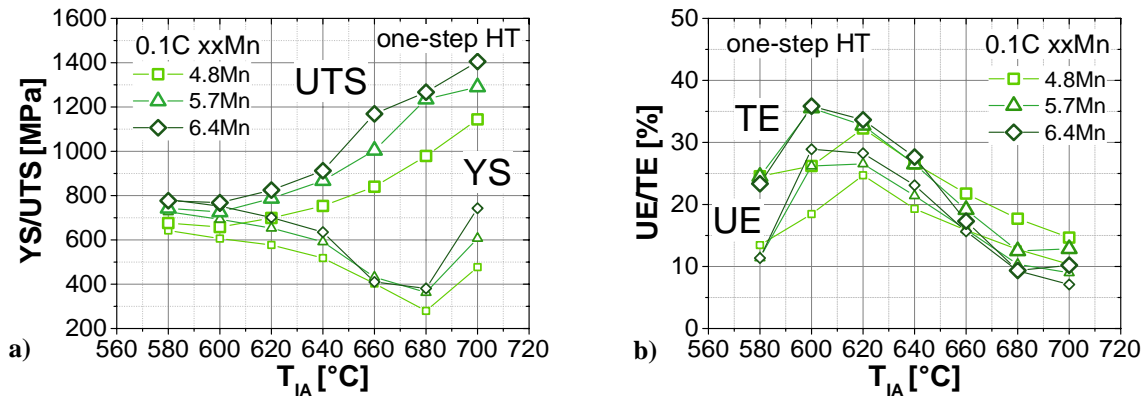 1800
1600
1400
1200
1000
800
600
400
200
YS/UTS [MPa]
0.1C xxMn
4.8Mn
5.7Mn
6.4Mn
one-step HT
UTS
YS
560 580 600 620 640 660 680 700 720
T_IA [°C]
a)
50
40
30
20
10
0
UE/TE [%]
one-step HT
0.1C xxMn
4.8Mn
5.7Mn
6.4Mn
TE
UE
560 580 600 620 640 660 680 700 720
T_IA [°C]
b)